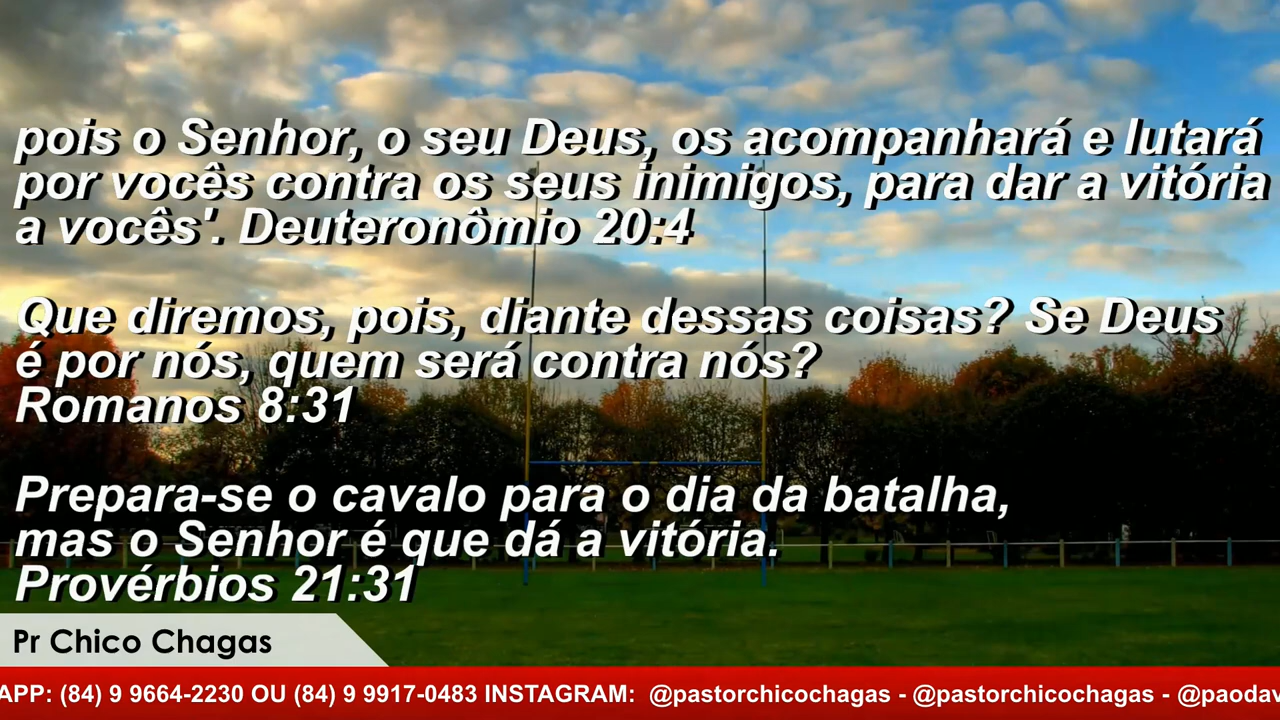 pois o Senhor, o seu Deus, os acompanhará e lutará
por vocês contra os seus inimigos, para dar a vitória
a vocês'. Deuteronômio 20:4
Que diremos, pois, diante dessas coisas? Se Deus
é por nós, quem será contra nós?
Romanos 8:31
Prepara-se o cavalo para o dia da batalha,
mas o Senhor é que dá a vitória.
Provérbios 21:31
Pr Chico Chagas
APP: (84) 9 9664-2230 OU (84) 9 9917-0483 INSTAGRAM: @pastorchicochagas - @pastorchicochagas - @paodav